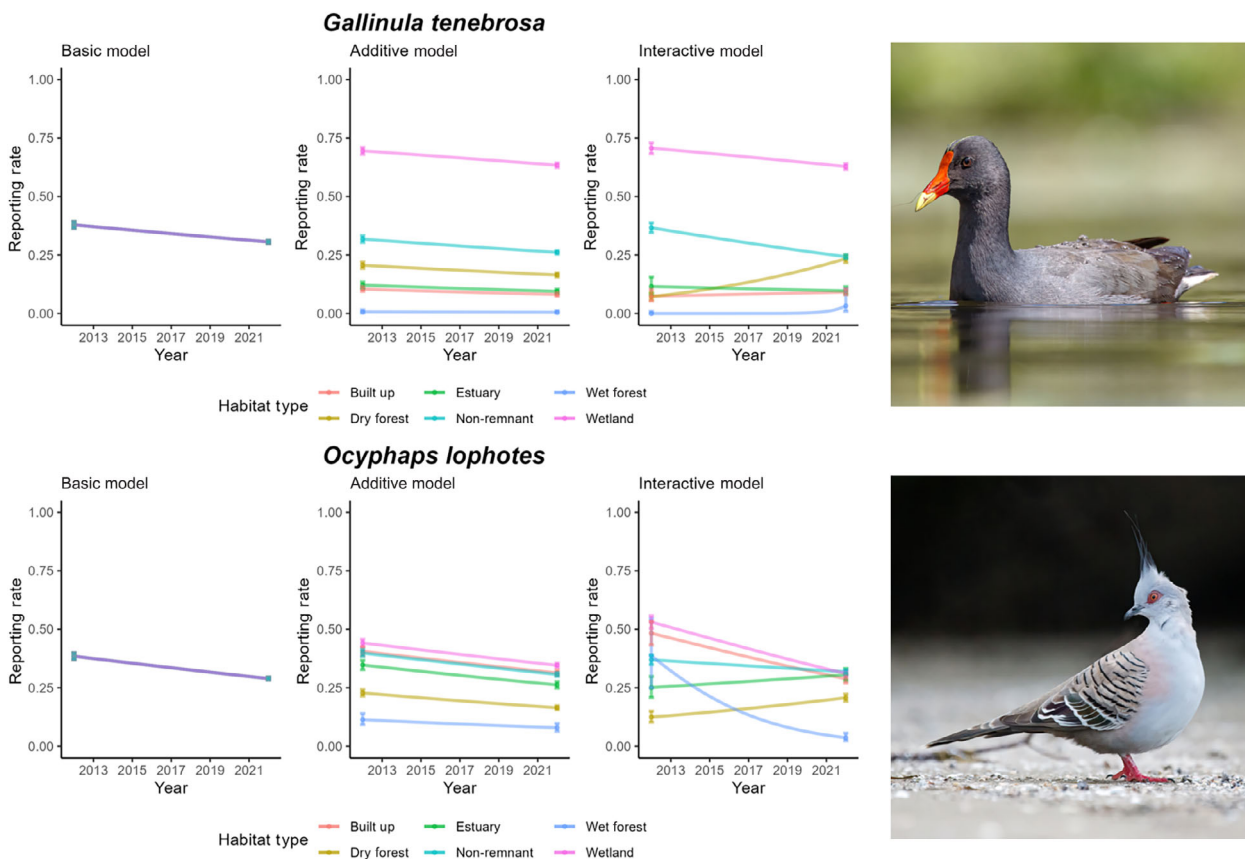 Gallinula tenebrosa
Basic model
Additive model
Interactive model
Reporting rate
1.00
0.75
0.50
0.25
0.00
2013 2015 2017 2019 2021
Year
Reporting rate
1.00
0.75
0.50
0.25
0.00
2013 2015 2017 2019 2021
Year
Reporting rate
1.00
0.75
0.50
0.25
0.00
2013 2015 2017 2019 2021
Year
Habitat type
Built up
Estuary
Wet forest
Dry forest
Non-remnant
Wetland
Ocyphaps lophotes
Basic model
Additive model
Interactive model
Reporting rate
1.00
0.75
0.50
0.25
0.00
2013 2015 2017 2019 2021
Year
Reporting rate
1.00
0.75
0.50
0.25
0.00
2013 2015 2017 2019 2021
Year
Reporting rate
1.00
0.75
0.50
0.25
0.00
2013 2015 2017 2019 2021
Year
Habitat type
Built up
Estuary
Wet forest
Dry forest
Non-remnant
Wetland